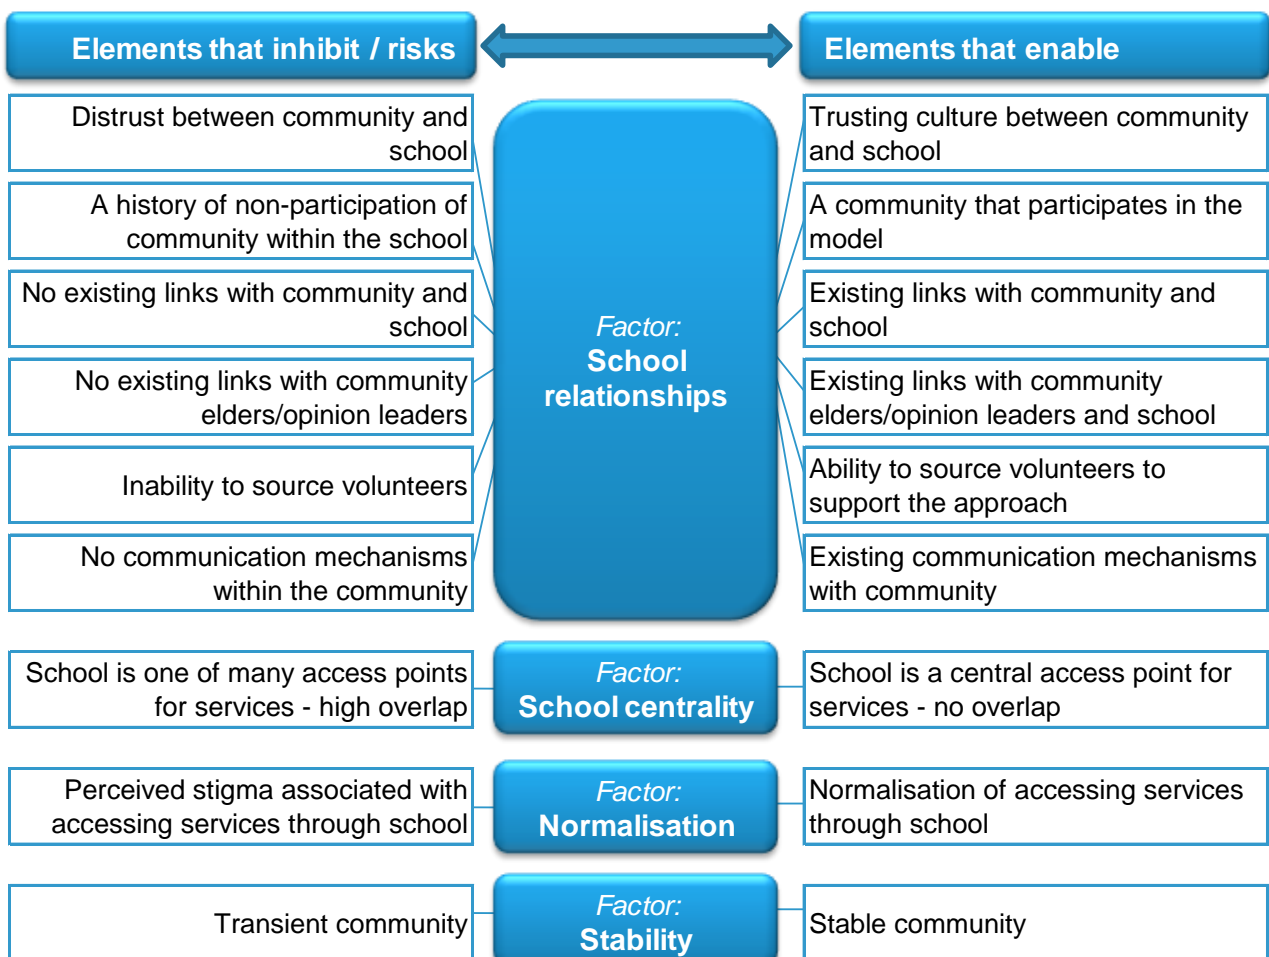 Elements that inhibit / risks
Elements that enable
Distrust between community and
school
A history of non-participation of
community within the school
No existing links with community and
school
No existing links with community
elders/opinion leaders
Inability to source volunteers
No communication mechanisms
within the community
Factor:
School
relationships
Trusting culture between community
and school
A community that participates in the
model
Existing links with community and
school
Existing links with community
elders/opinion leaders and school
Ability to source volunteers to
support the approach
Existing communication mechanisms
with community
School is one of many access points
for services - high overlap
Factor:
School centrality
School is a central access point for
services - no overlap
Perceived stigma associated with
accessing services through school
Factor:
Normalisation
Normalisation of accessing services
through school
Transient community
Factor:
Stability
Stable community